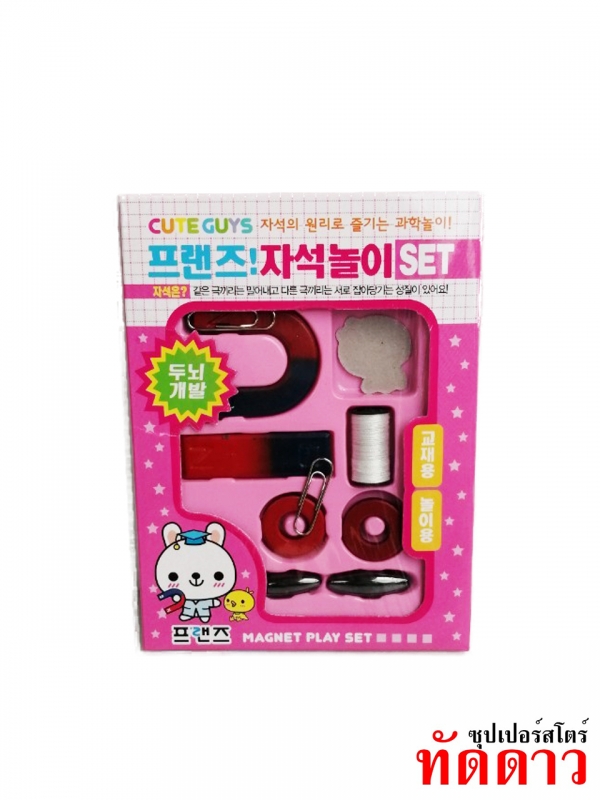 CUTE GUYS 자석의 원리로 즐기는 과학놀이!
프랜즈! 자석놀이 SET
자석은? 같은 극끼리는 밀어내고 다른 극끼리는 서로 잡아당기는 성질이 있어요!
두뇌
개발
교재용
놀이용
프랜즈
MAGNET PLAY SET
ซุปเปอร์สโตร์
ทัดดาว